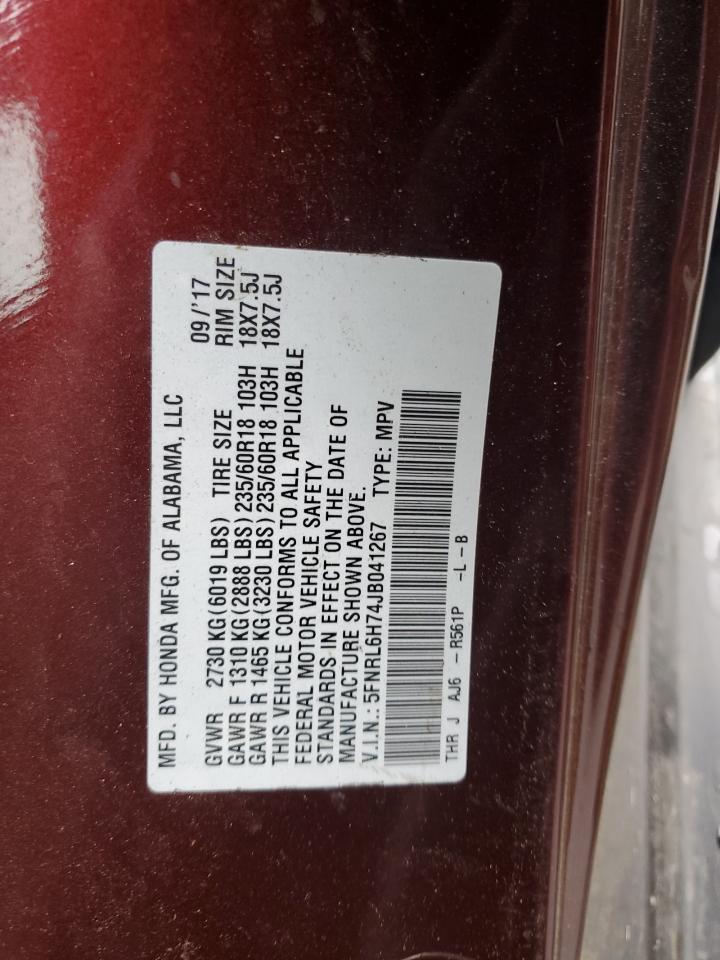 MFD. BY HONDA MFG. OF ALABAMA, LLC
09/'17
GVWR 2730 KG(6019 LBS) TIRE SIZE RIM SIZE
GAWR F 1310 KG(2888 LBS)235/60R18 103H 18X7.5J
GAWR R 1465 KG(3230 LBS)235/60R18 103H 18X7.5J
THIS VEHICLE CONFORMS TO ALL APPLICABLE
FEDERAL MOTOR VEHICLE SAFETY
STANDARDS IN EFFECT ON THE DATE OF
MANUFACTURE SHOWN ABOVE.
V.I.N.: 5FNRL6H74JB041267 TYPE: MPV
THR J AJ6 -R561P -L-B